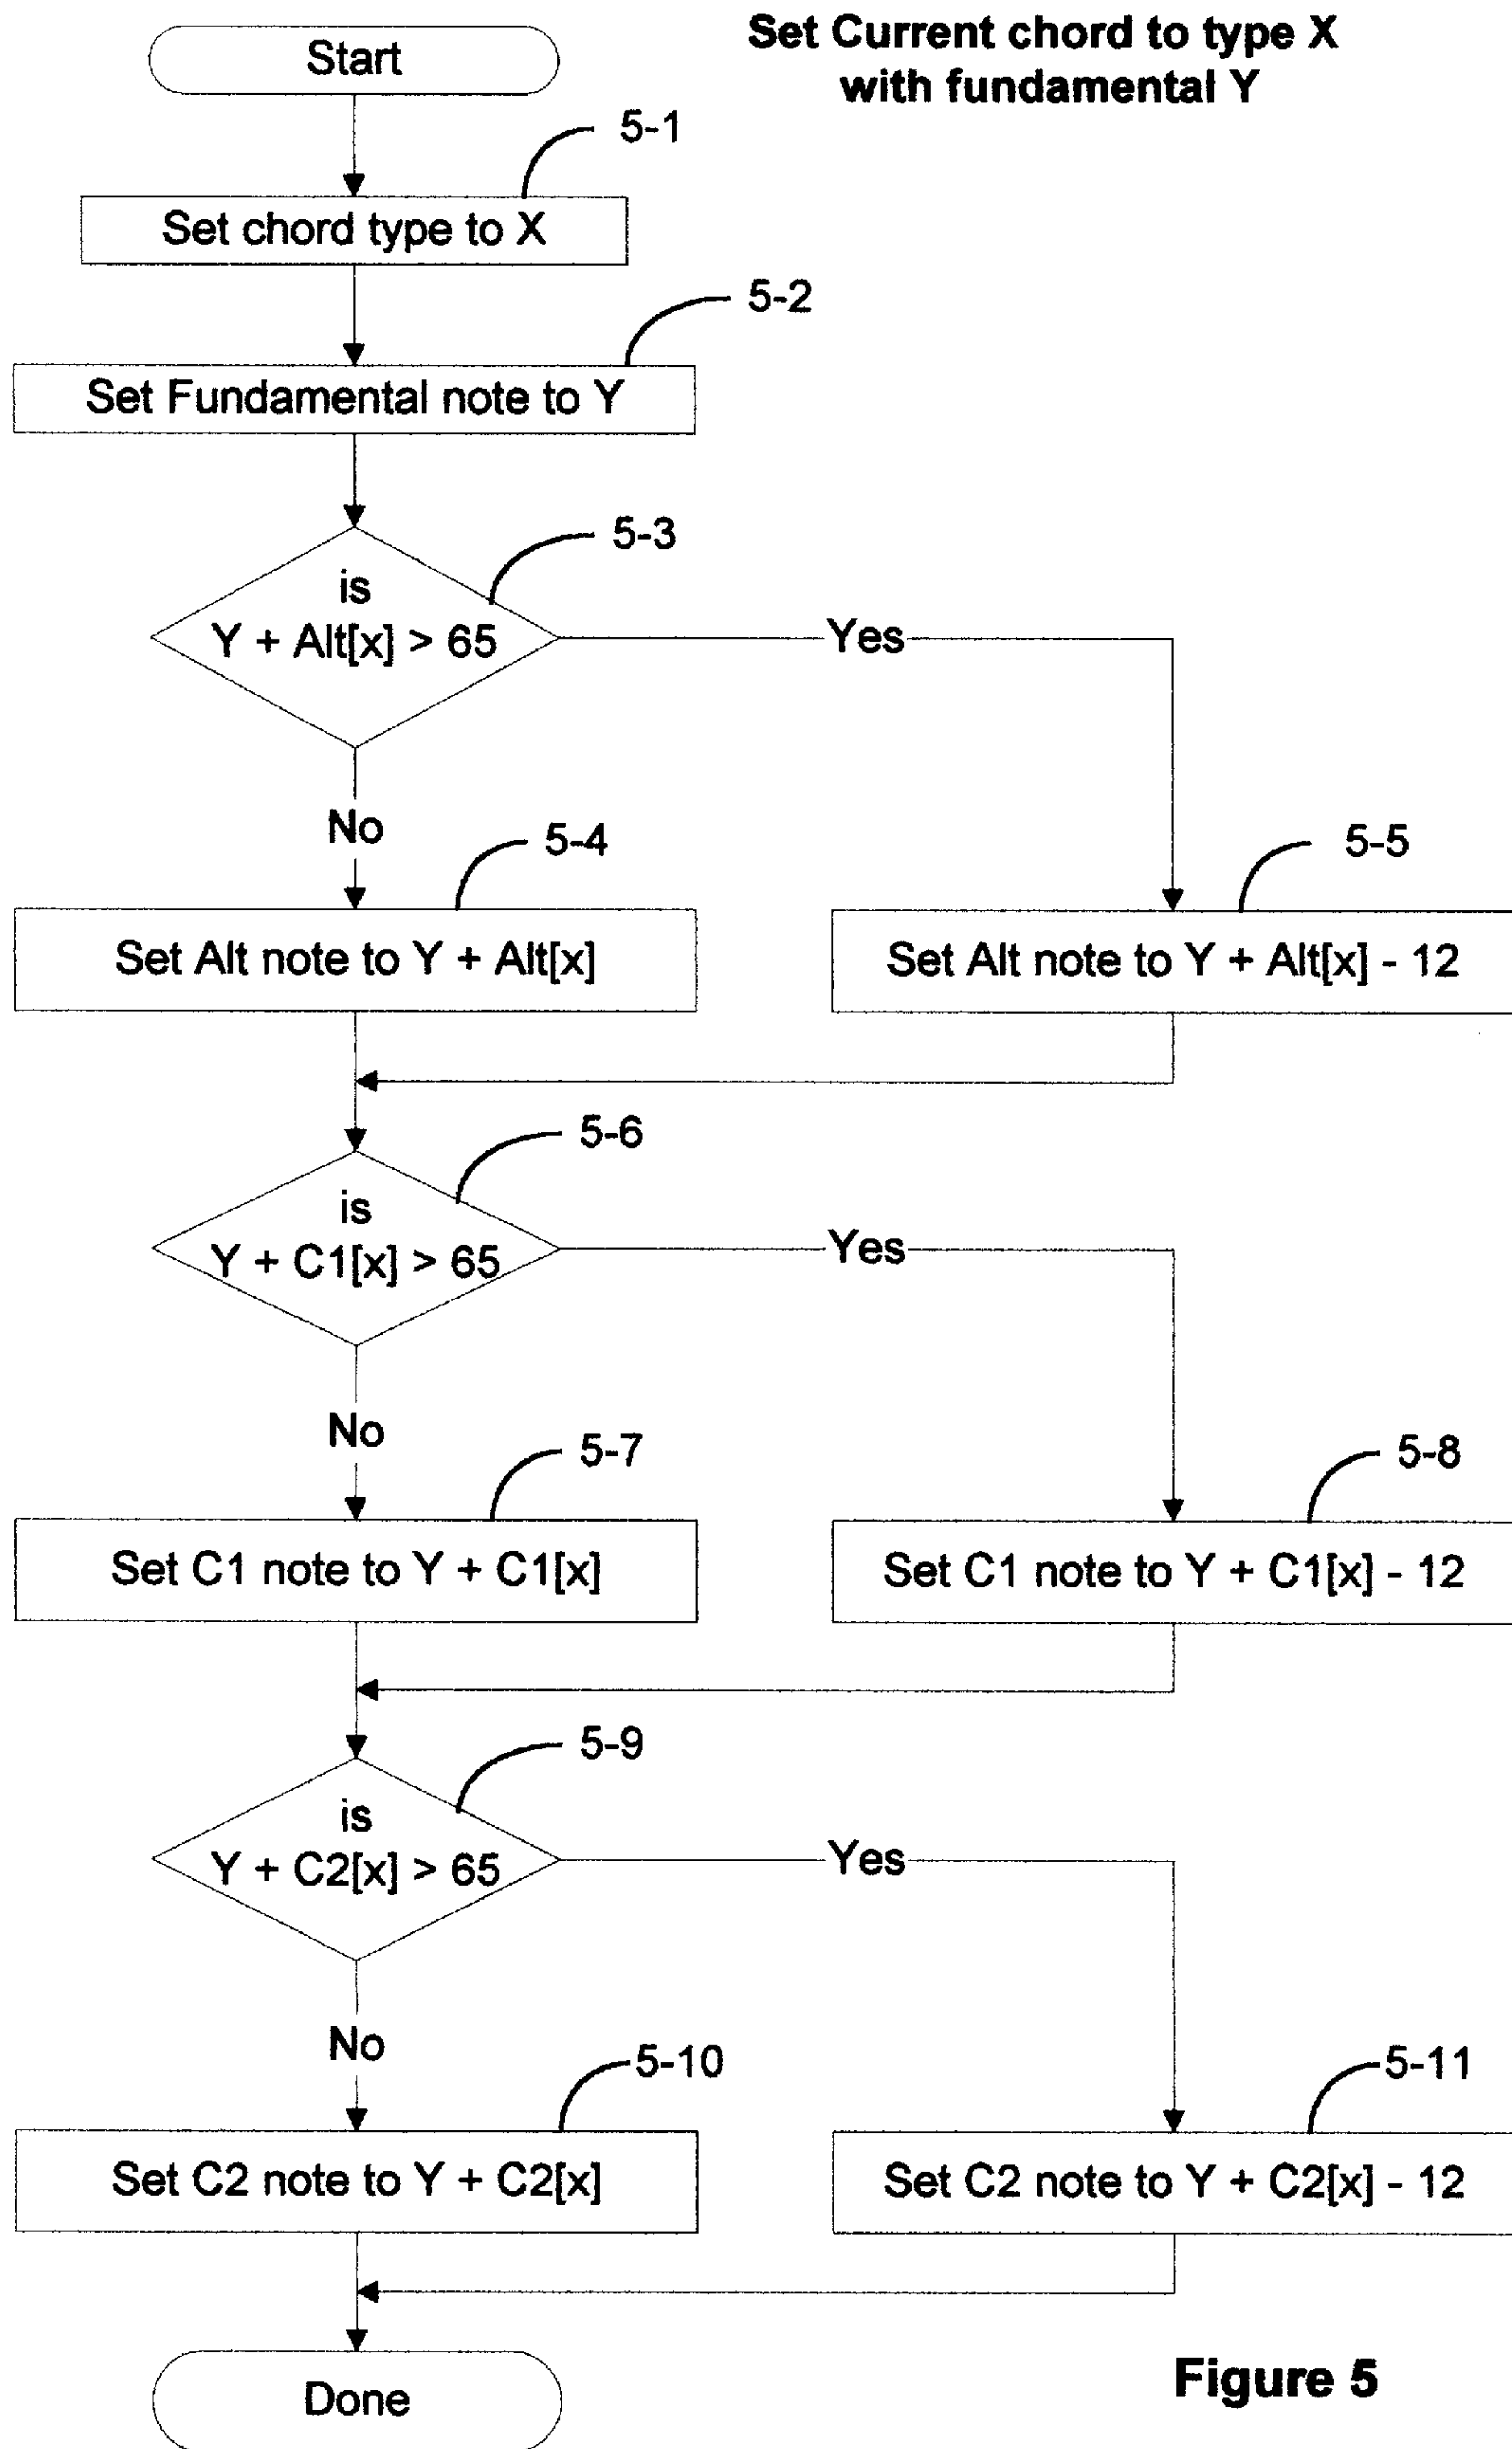 Set Current chord to type X
with fundamental Y
Start
5-1
Set chord type to X
5-2
Set Fundamental note to Y
5-3
is
Y + Alt[x] > 65
Yes
No
5-4
5-5
Set Alt note to Y + Alt[x]
Set Alt note to Y + Alt[x] - 12
5-6
is
Y + C1[x] > 65
Yes
No
5-7
5-8
Set C1 note to Y + C1[x]
Set C1 note to Y + C1[x] - 12
5-9
is
Y + C2[x] > 65
Yes
No
5-10
5-11
Set C2 note to Y + C2[x]
Set C2 note to Y + C2[x] - 12
Done
Figure 5